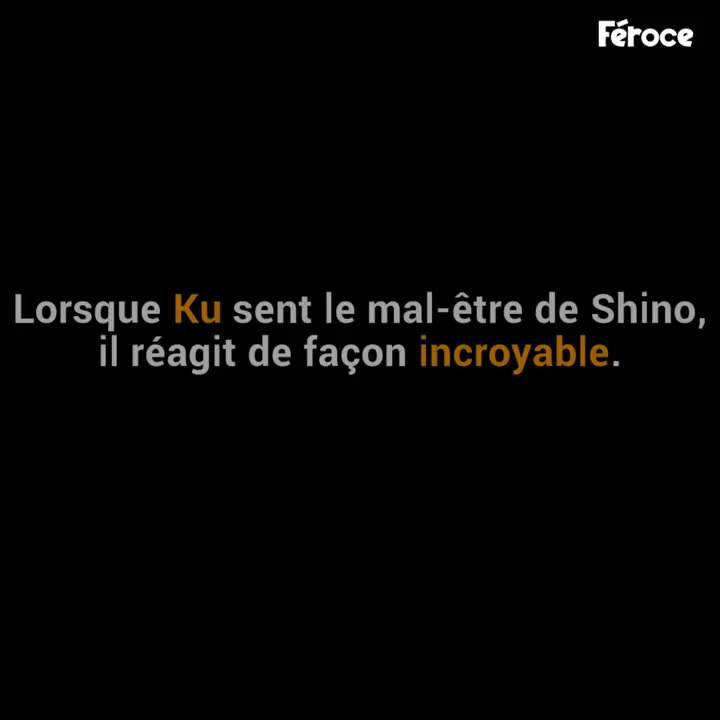 Féroce
Lorsque Ku sent le mal-être de Shino,
il réagit de façon incroyable.